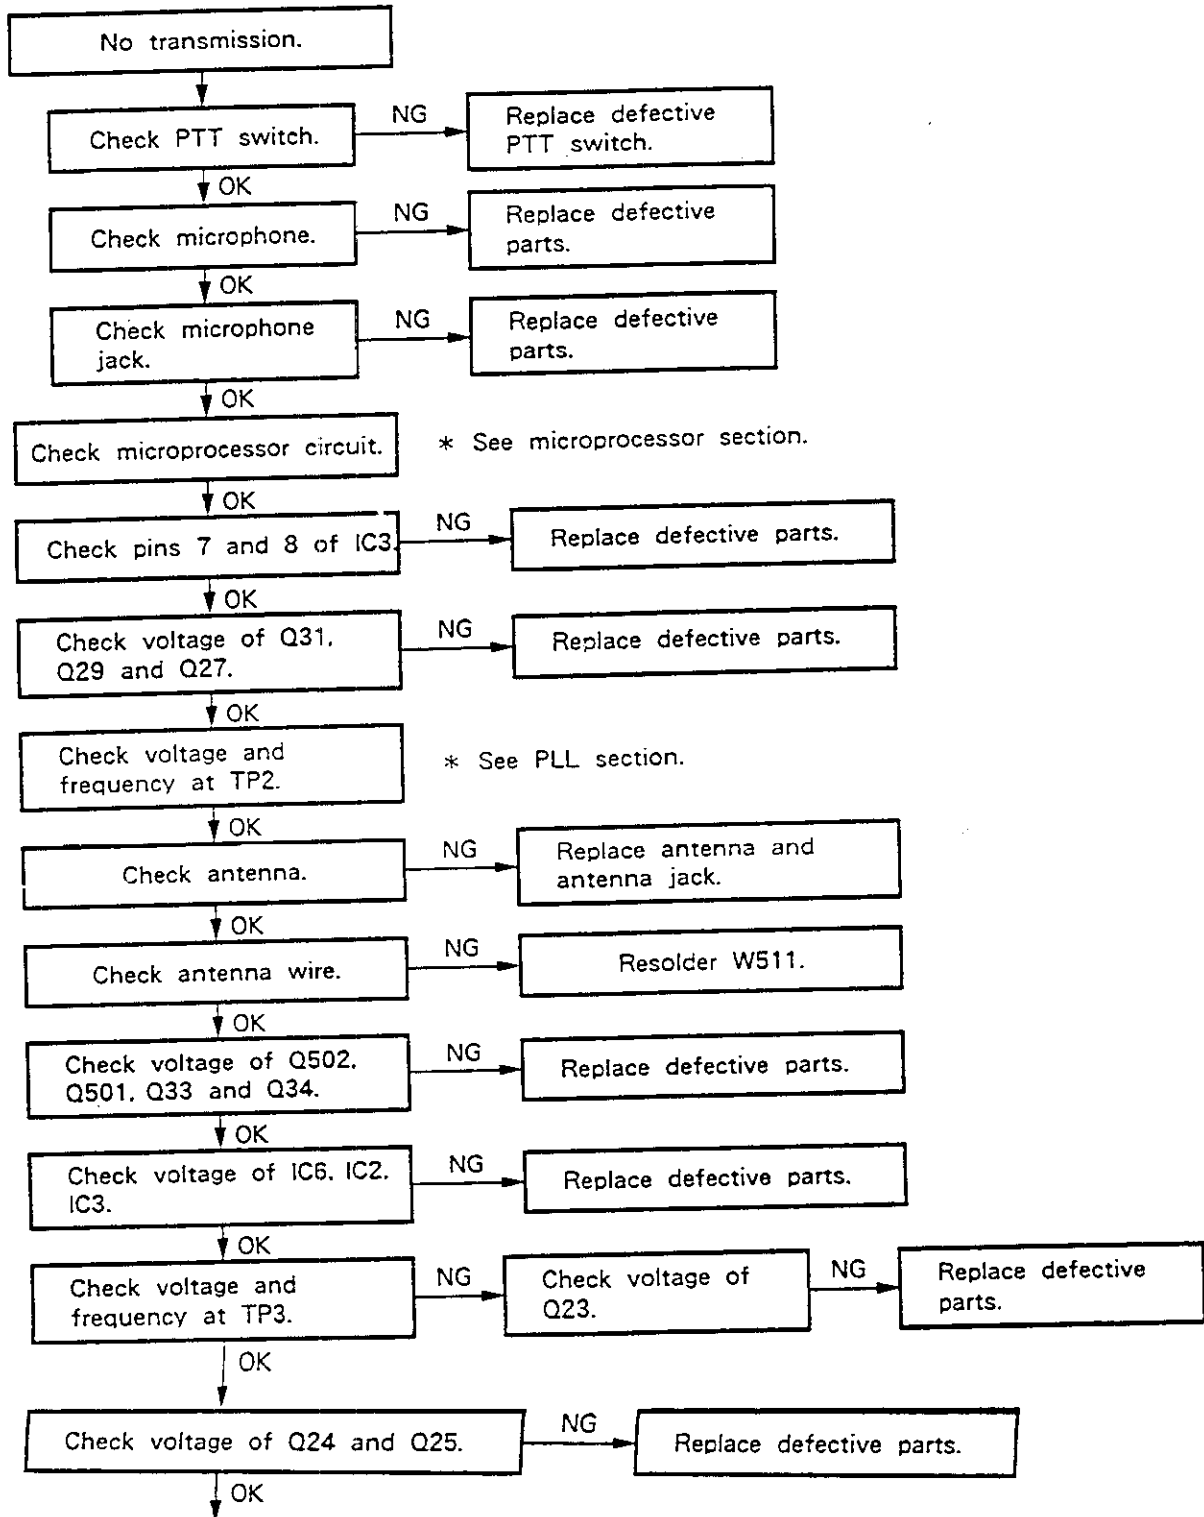 No transmission.
Check PTT switch.
NG
Replace defective
PTT switch.
OK
Check microphone.
NG
Replace defective
parts.
OK
Check microphone
jack.
NG
Replace defective
parts.
OK
Check microprocessor circuit.
* See microprocessor section.
OK
Check pins 7 and 8 of IC3.
NG
Replace defective parts.
OK
Check voltage of Q31,
Q29 and Q27.
NG
Replace defective parts.
OK
Check voltage and
frequency at TP2.
* See PLL section.
OK
Check antenna.
NG
Replace antenna and
antenna jack.
OK
Check antenna wire.
NG
Resolder W511.
OK
Check voltage of Q502,
Q501, Q33 and Q34.
NG
Replace defective parts.
OK
Check voltage of IC6, IC2,
IC3.
NG
Replace defective parts.
OK
Check voltage and
frequency at TP3.
NG
Check voltage of
Q23.
NG
Replace defective
parts.
OK
Check voltage of Q24 and Q25.
NG
Replace defective parts.
OK